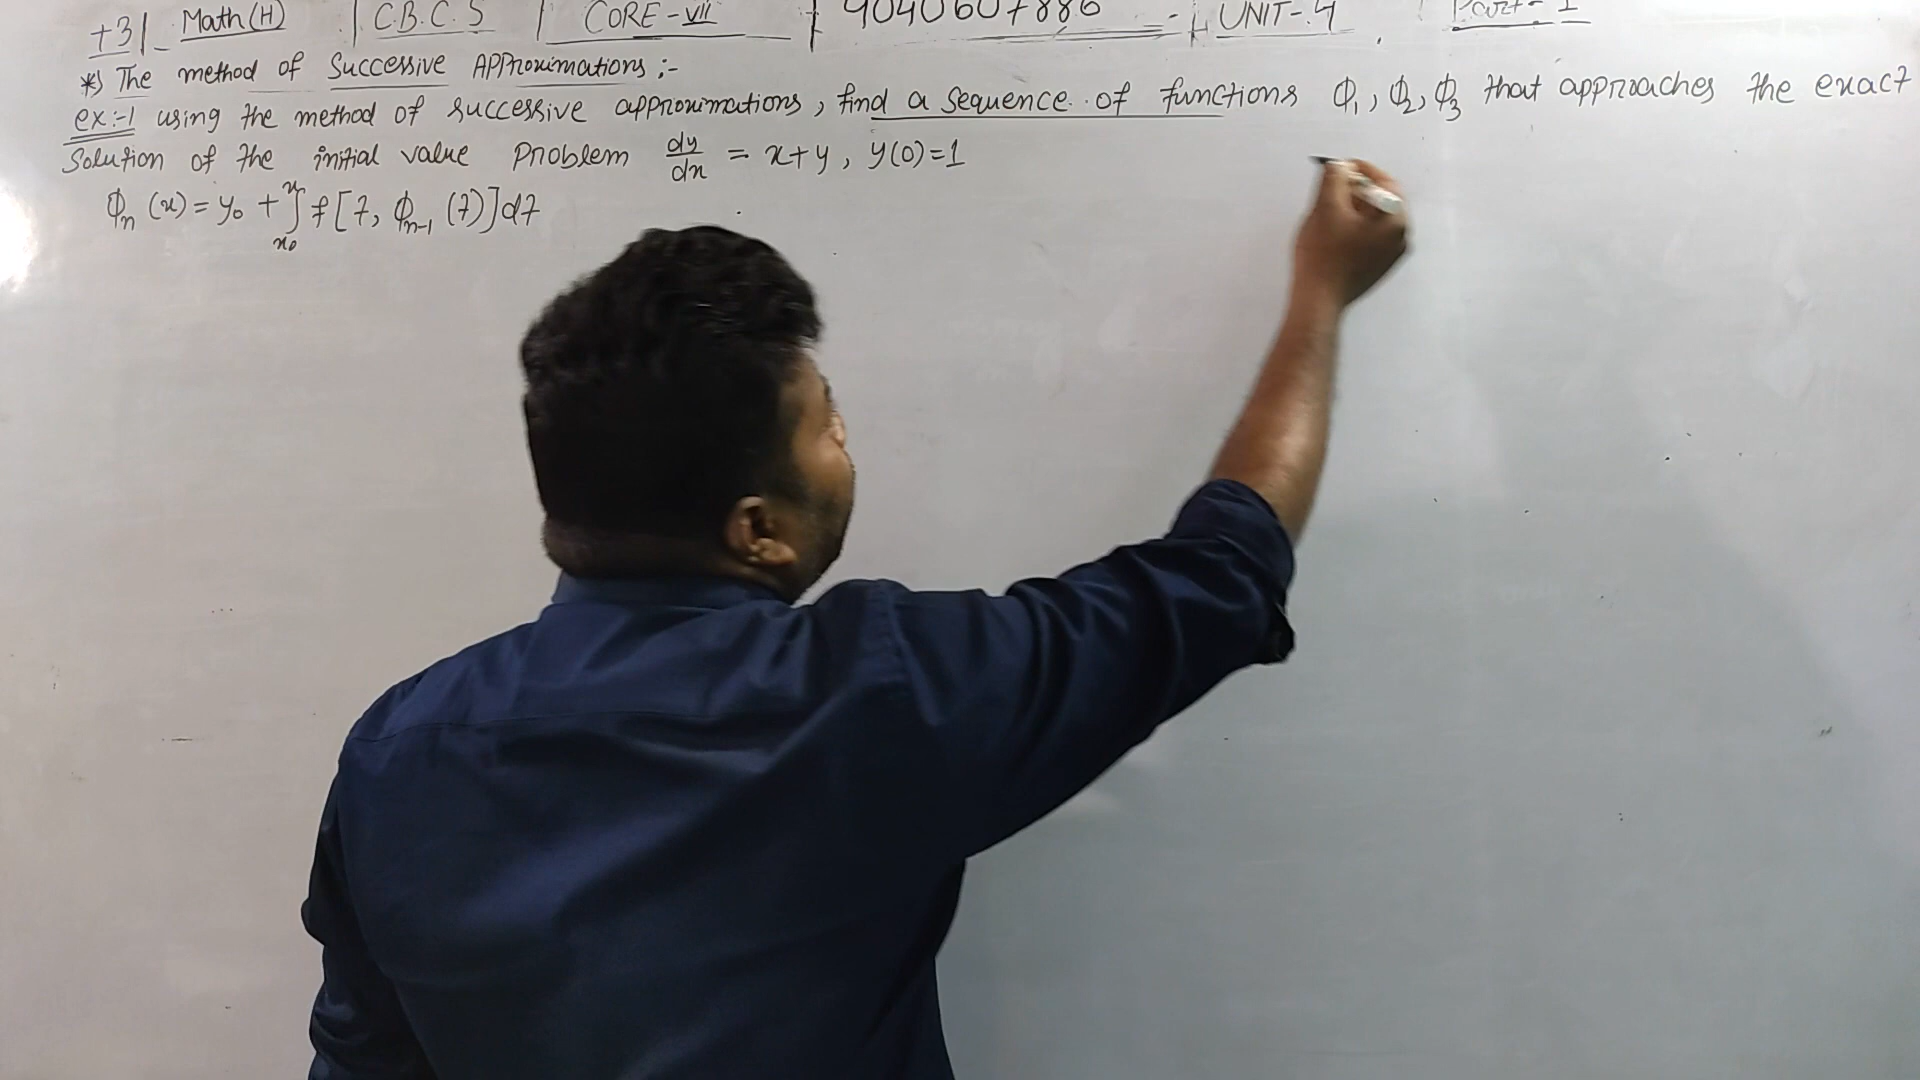 +3 | Math(H) | C.B.C.S | CORE-VII | 9040607886 - | UNIT-4 | Part-1
*) The method of Successive Approximations :-
ex:-1 using the method of successive approximations, find a sequence of functions ϕ₁, ϕ₂, ϕ₃ that approaches the exact
Solution of the initial value problem dy/dx = x+y, y(0)=1
ϕₙ(x) = y₀ + ∫ₓ₀ˣ f[t, ϕₙ₋₁(t)]dt